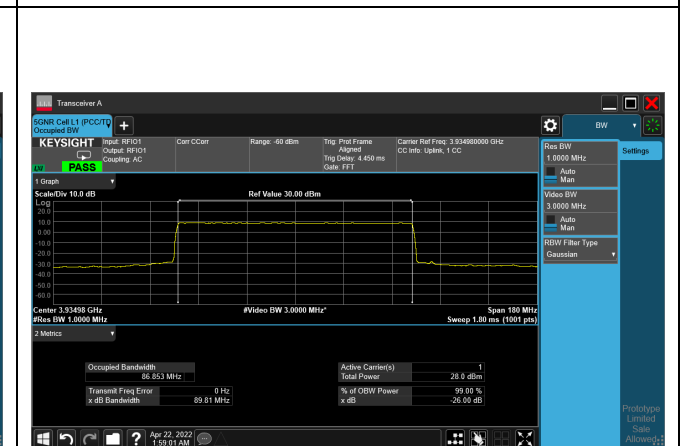 Transceiver A
5GNR Cell L1 (PCC/TD
Occupied BW
+
BW
KEYSIGHT
Input: RFIO1
Output: RFIO1
Coupling: AC
Corr CCorr
Range: -60 dBm
Trig: Prot Frame
Aligned
Trig Delay: 4.450 ms
Gate: FFT
Carrier Ref Freq: 3.934980000 GHz
CC Info: Uplink, 1 CC
PASS
Res BW
1.0000 MHz
Auto
Man
Settings
1 Graph
Scale/Div 10.0 dB
Ref Value 30.00 dBm
Video BW
3.0000 MHz
Auto
Man
RBW Filter Type
Gaussian
Log
20.0
10.0
0.00
-10.0
-20.0
-30.0
-40.0
-50.0
-60.0
Center 3.93498 GHz
#Video BW 3.0000 MHz*
Span 180 MHz
#Res BW 1.0000 MHz
Sweep 1.80 ms (1001 pts)
2 Metrics
Occupied Bandwidth
86.853 MHz
Active Carrier(s) 1
Total Power 28.0 dBm
Transmit Freq Error 0 Hz
x dB Bandwidth 89.81 MHz
% of OBW Power 99.00 %
x dB -26.00 dB
Prototype
Limited
Sale
Allowed
?
Apr 22, 2022
1:59:01 AM